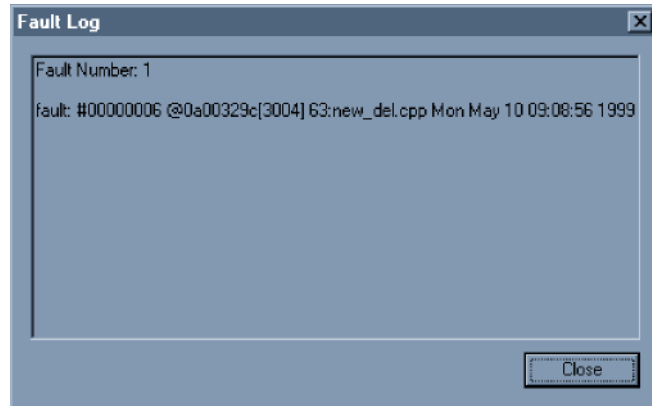 Fault Log
Fault Number: 1
fault: #00000006 @0a00329c[3004] 63:new_del.cpp Mon May 10 09:08:56 1999
Close